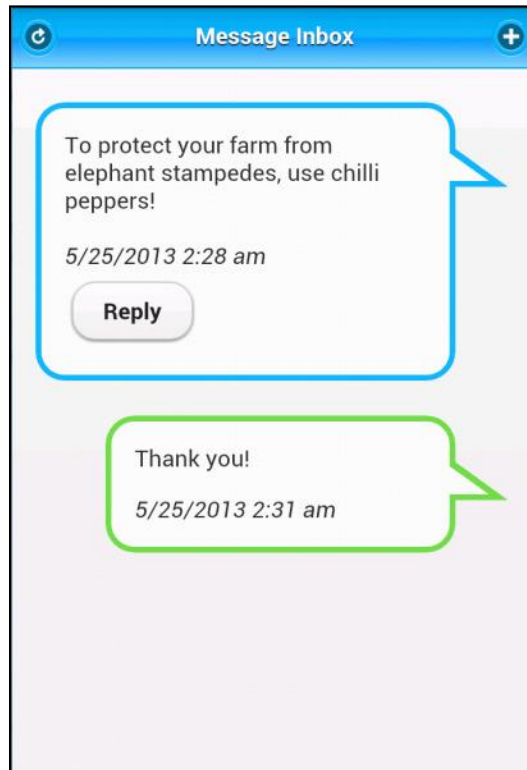 Message Inbox
To protect your farm from
elephant stampedes, use chilli
peppers!
5/25/2013 2:28 am
Reply
Thank you!
5/25/2013 2:31 am